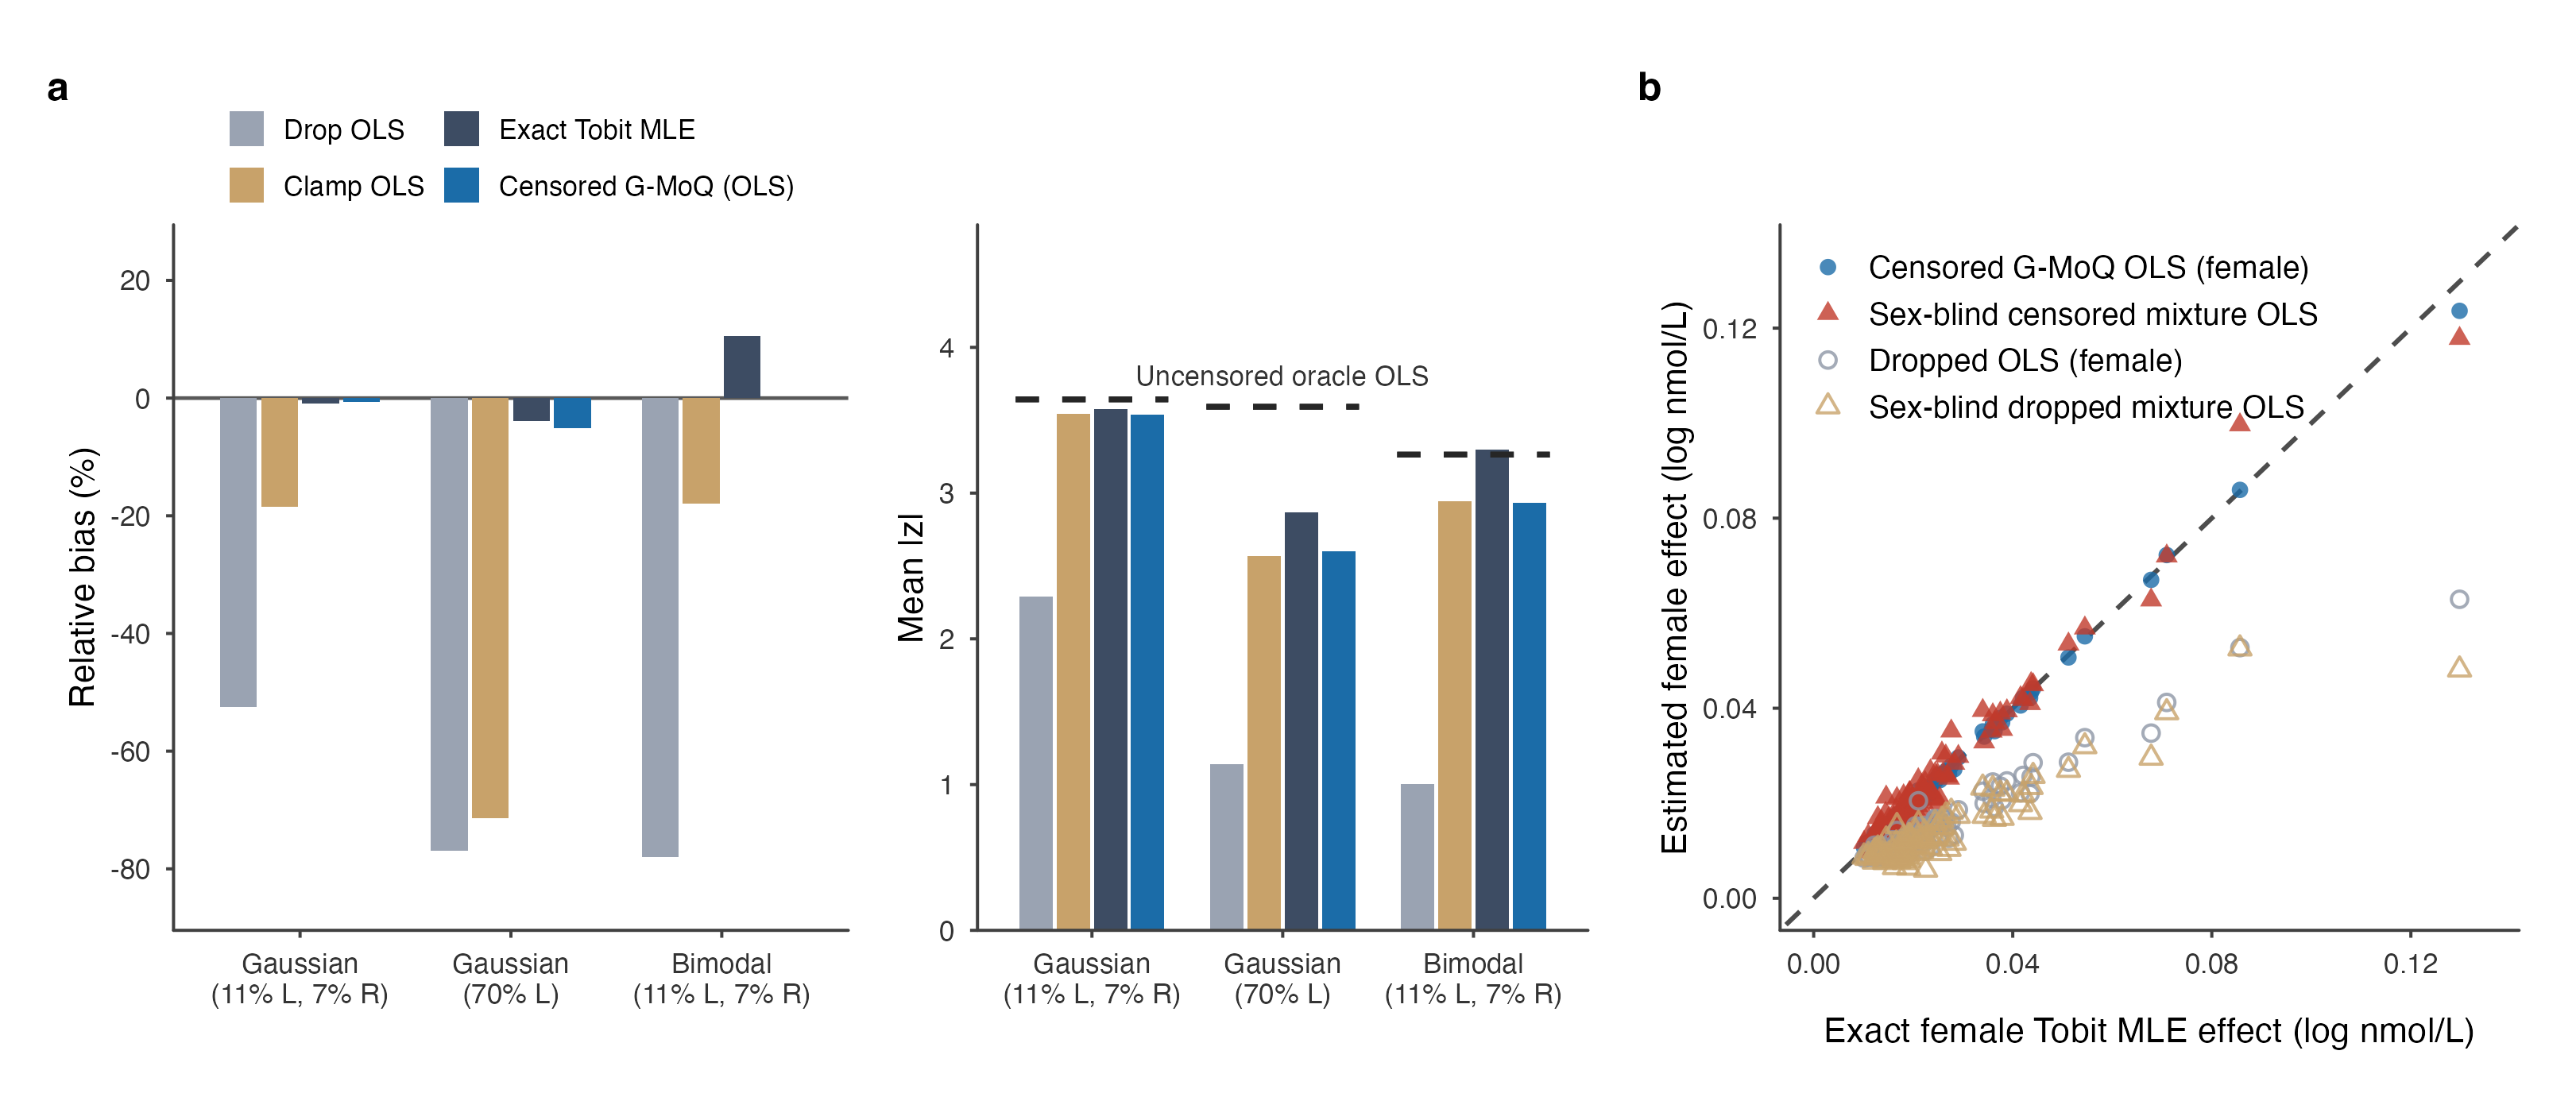 a
Drop OLS
Exact Tobit MLE
Clamp OLS
Censored G-MoQ (OLS)
Relative bias (%)
20
0
-20
-40
-60
-80
Gaussian
(11% L, 7% R)
Gaussian
(70% L)
Bimodal
(11% L, 7% R)
Mean |z|
4
3
2
1
0
Uncensored oracle OLS
Gaussian
(11% L, 7% R)
Gaussian
(70% L)
Bimodal
(11% L, 7% R)
b
Censored G-MoQ OLS (female)
Sex-blind censored mixture OLS
Dropped OLS (female)
Sex-blind dropped mixture OLS
Estimated female effect (log nmol/L)
0.12
0.08
0.04
0.00
0.00
0.04
0.08
0.12
Exact female Tobit MLE effect (log nmol/L)